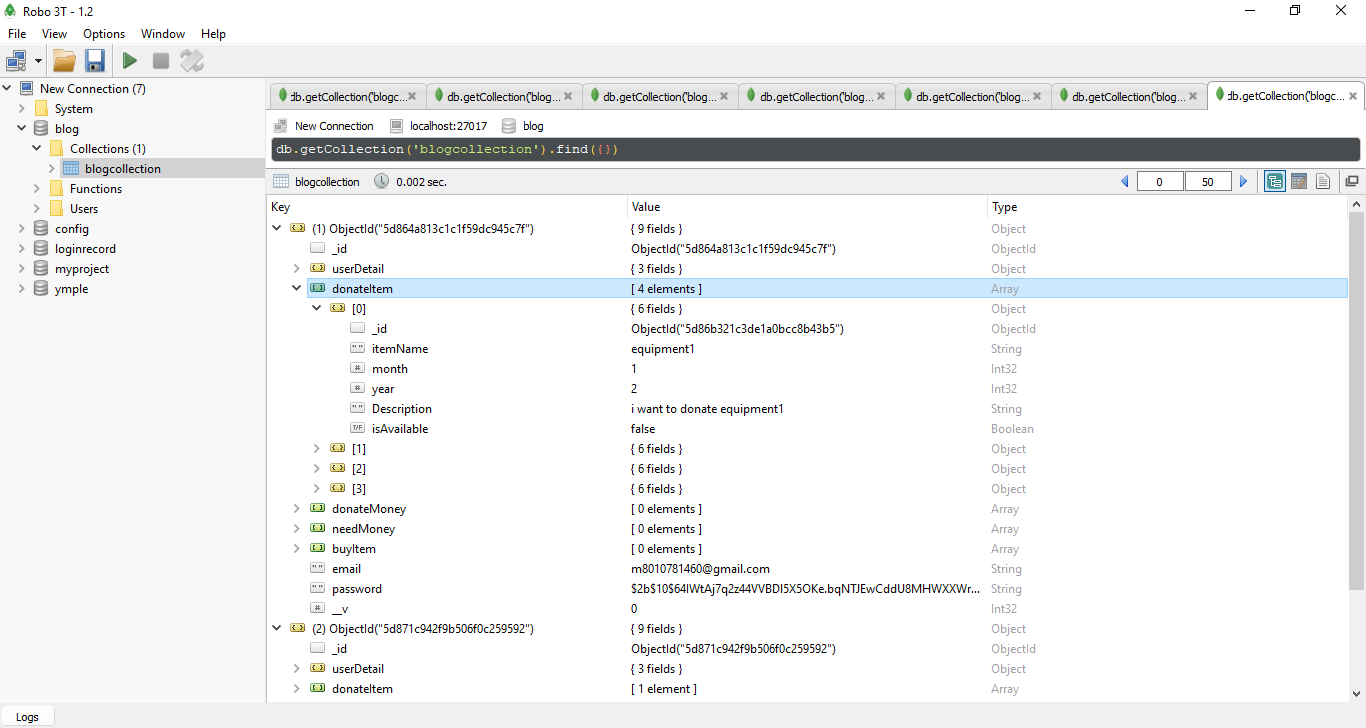 Robo 3T - 1.2
File View Options Window Help
New Connection (7)
System
blog
Collections (1)
blogcollection
Functions
Users
config
loginrecord
myproject
ymple
db.getCollection('blogc... db.getCollection('blog... db.getCollection('blog... db.getCollection('blog... db.getCollection('blog... db.getCollection('blog... db.getCollection('blogc...
New Connection localhost:27017 blog
db.getCollection('blogcollection').find({})
blogcollection 0.002 sec. 0 50
Key Value Type
(1) ObjectId("5d864a813c1c1f59dc945c7f") { 9 fields } Object
_id ObjectId("5d864a813c1c1f59dc945c7f") ObjectId
userDetail { 3 fields } Object
donateItem [ 4 elements ] Array
[0] { 6 fields } Object
_id ObjectId("5d86b321c3de1a0bcc8b43b5") ObjectId
itemName equipment1 String
month 1 Int32
year 2 Int32
Description i want to donate equipment1 String
isAvailable false Boolean
[1] { 6 fields } Object
[2] { 6 fields } Object
[3] { 6 fields } Object
donateMoney [ 0 elements ] Array
needMoney [ 0 elements ] Array
buyItem [ 0 elements ] Array
email m8010781460@gmail.com String
password $2b$10$64IWtAj7q2z44VVBDI5X5OKe.bqNTJEwCddU8MHWXXWr... String
__v 0 Int32
(2) ObjectId("5d871c942f9b506f0c259592") { 9 fields } Object
_id ObjectId("5d871c942f9b506f0c259592") ObjectId
userDetail { 3 fields } Object
donateItem [ 1 element ] Array
Logs